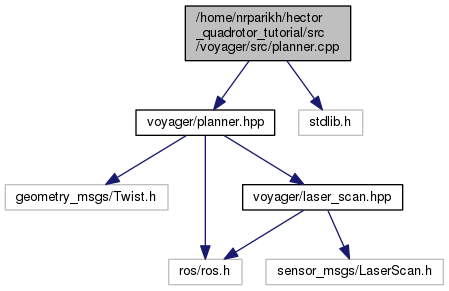 /home/nrparikh/hector
_quadrotor_tutorial/src
/voyager/src/planner.cpp
voyager/planner.hpp
stdlib.h
geometry_msgs/Twist.h
voyager/laser_scan.hpp
ros/ros.h
sensor_msgs/LaserScan.h